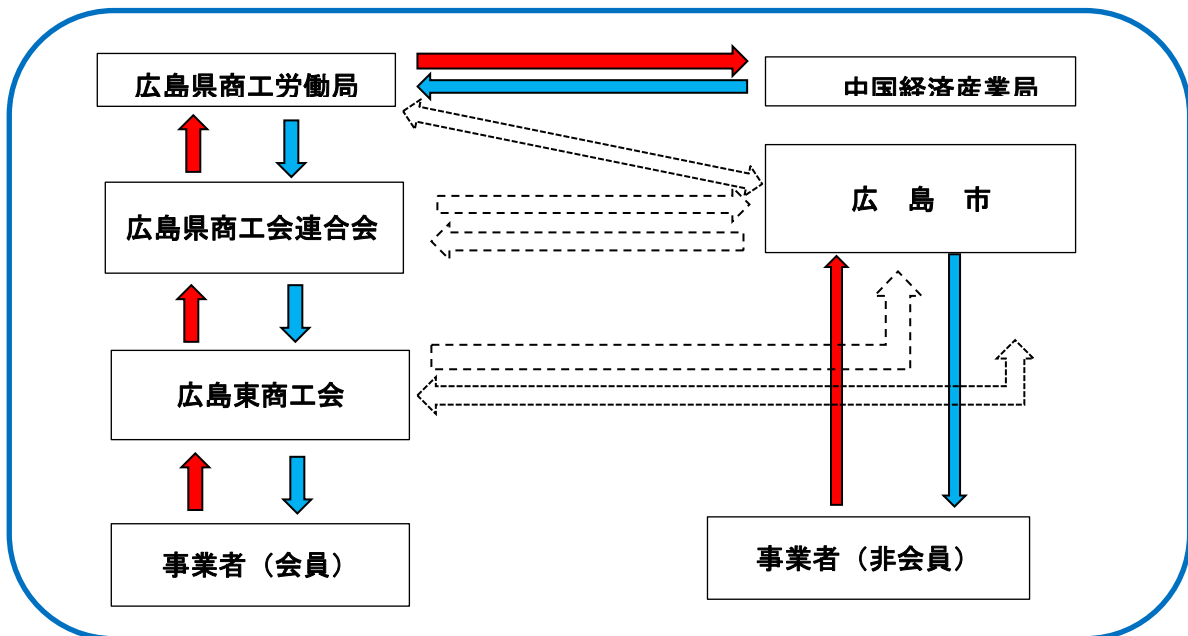 広島県商工労働局
中国経済産業局
広島市
広島県商工会連合会
広島東商工会
事業者（会員）
事業者（非会員）